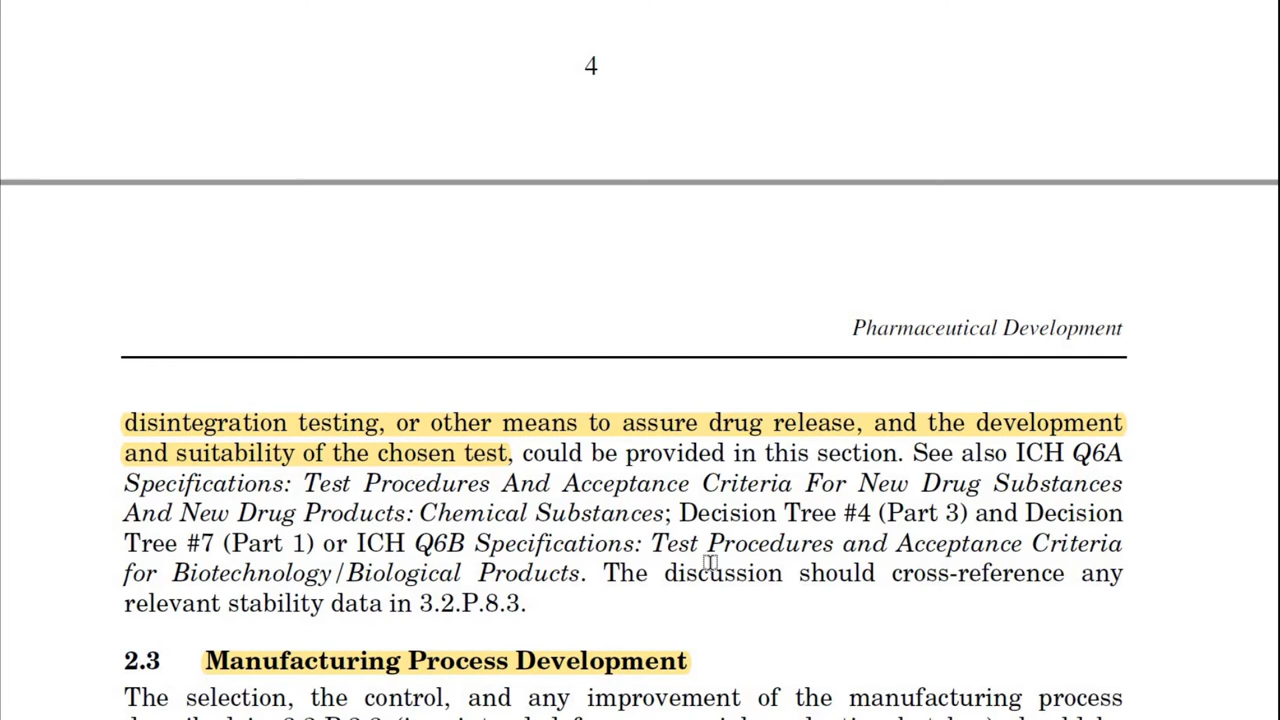 4
Pharmaceutical Development
disintegration testing, or other means to assure drug release, and the development
and suitability of the chosen test, could be provided in this section. See also ICH Q6A
Specifications: Test Procedures And Acceptance Criteria For New Drug Substances
And New Drug Products: Chemical Substances; Decision Tree #4 (Part 3) and Decision
Tree #7 (Part 1) or ICH Q6B Specifications: Test Procedures and Acceptance Criteria
for Biotechnology/Biological Products. The discussion should cross-reference any
relevant stability data in 3.2.P.8.3.
2.3 Manufacturing Process Development
The selection, the control, and any improvement of the manufacturing process